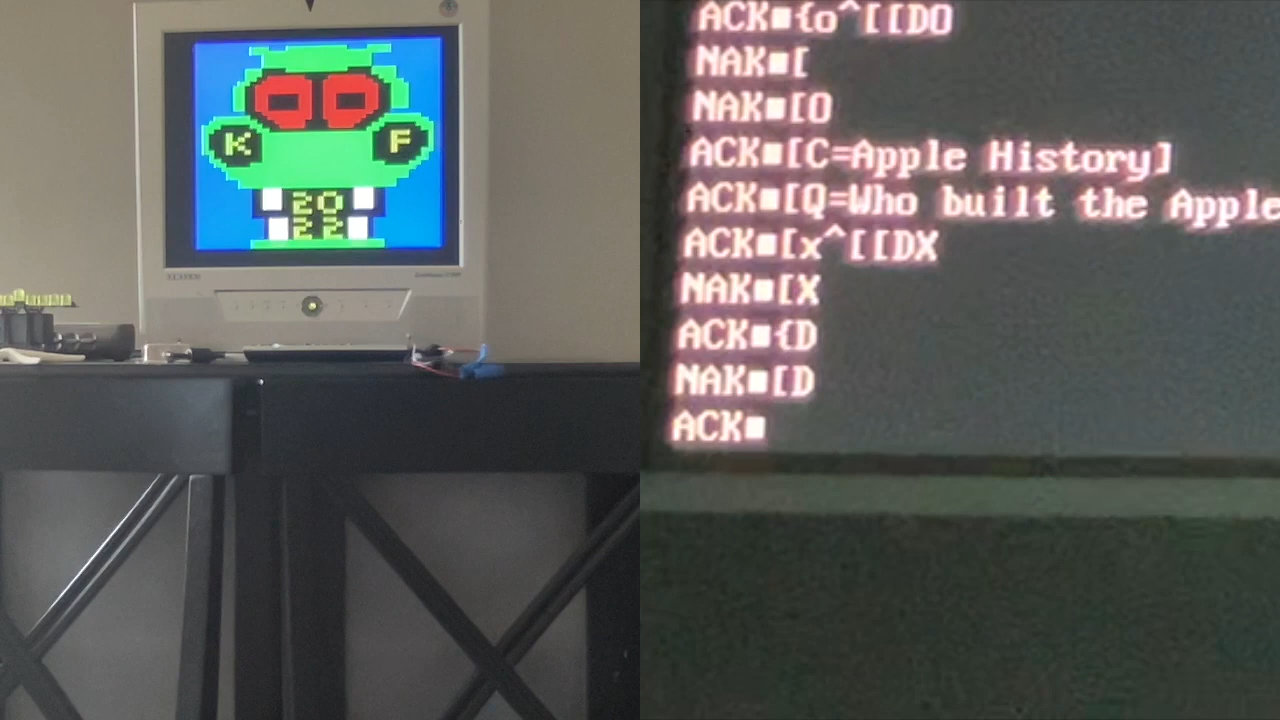 K F
20
22
ACK■{o^[[DO
NAK■[
NAK■[O
ACK■[C=Apple History]
ACK■[Q=Who built the Apple
ACK■[x^[[DX
NAK■[X
ACK■{D
NAK■[D
ACK■